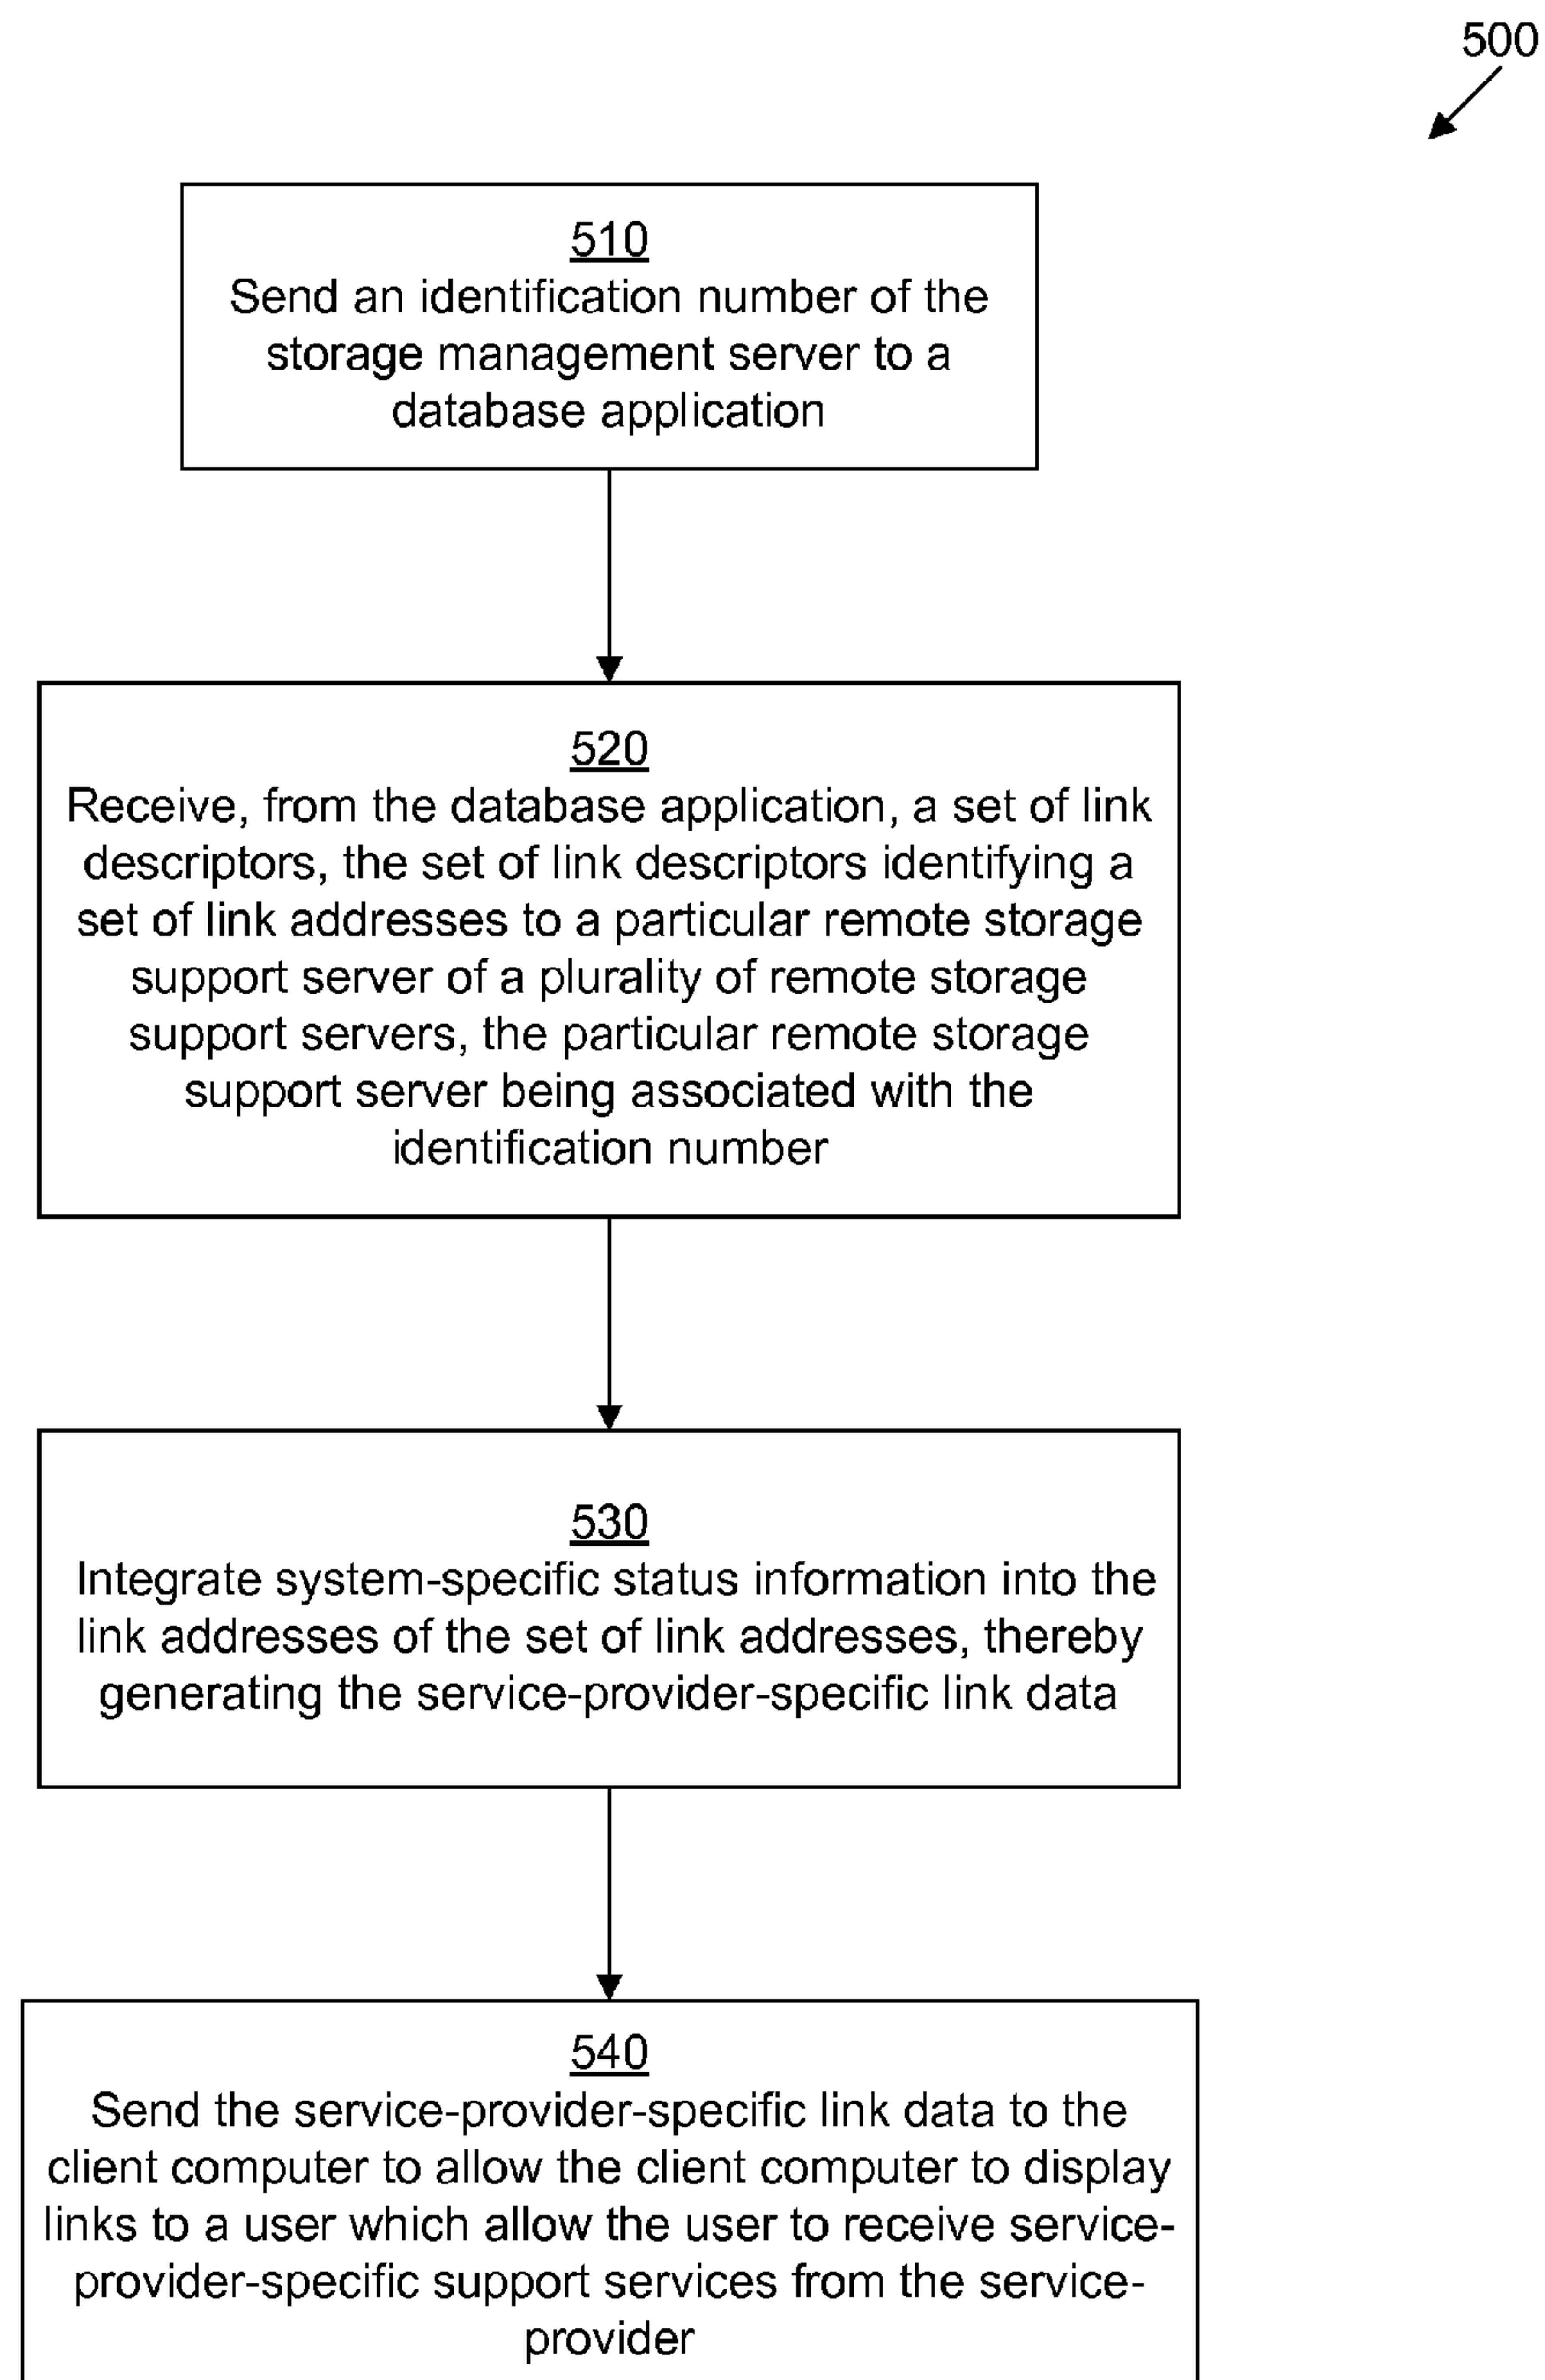 500
510
Send an identification number of the
storage management server to a
database application
520
Receive, from the database application, a set of link
descriptors, the set of link descriptors identifying a
set of link addresses to a particular remote storage
support server of a plurality of remote storage
support servers, the particular remote storage
support server being associated with the
identification number
530
Integrate system-specific status information into the
link addresses of the set of link addresses, thereby
generating the service-provider-specific link data
540
Send the service-provider-specific link data to the
client computer to allow the client computer to display
links to a user which allow the user to receive service-
provider-specific support services from the service-
provider